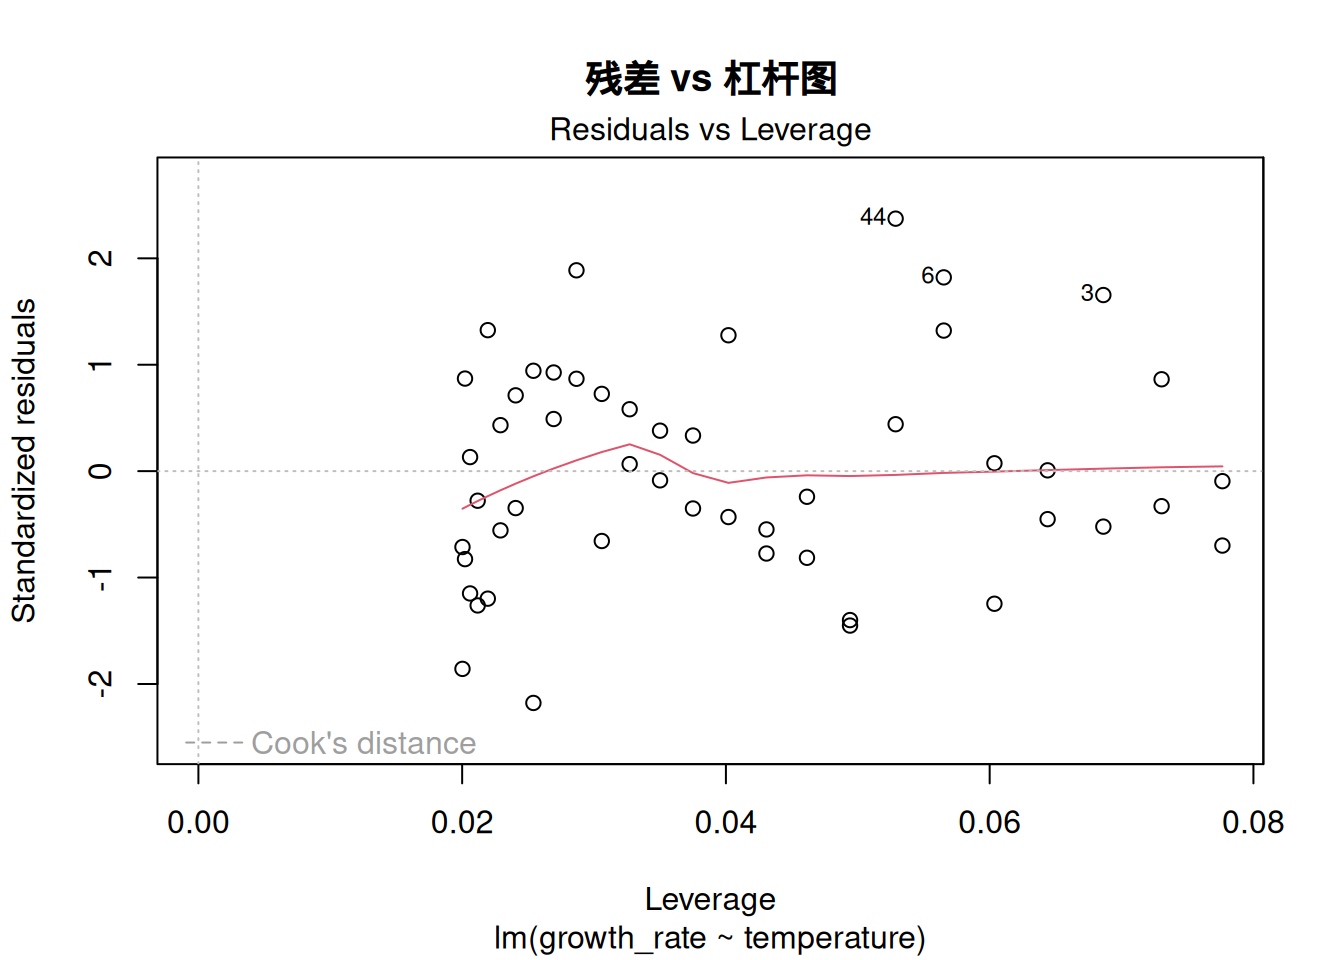 残差 vs 杠杆图
Residuals vs Leverage
Standardized residuals
2
1
0
-1
-2
44
6
3
Cook's distance
0.00 0.02 0.04 0.06 0.08
Leverage
lm(growth_rate ~ temperature)